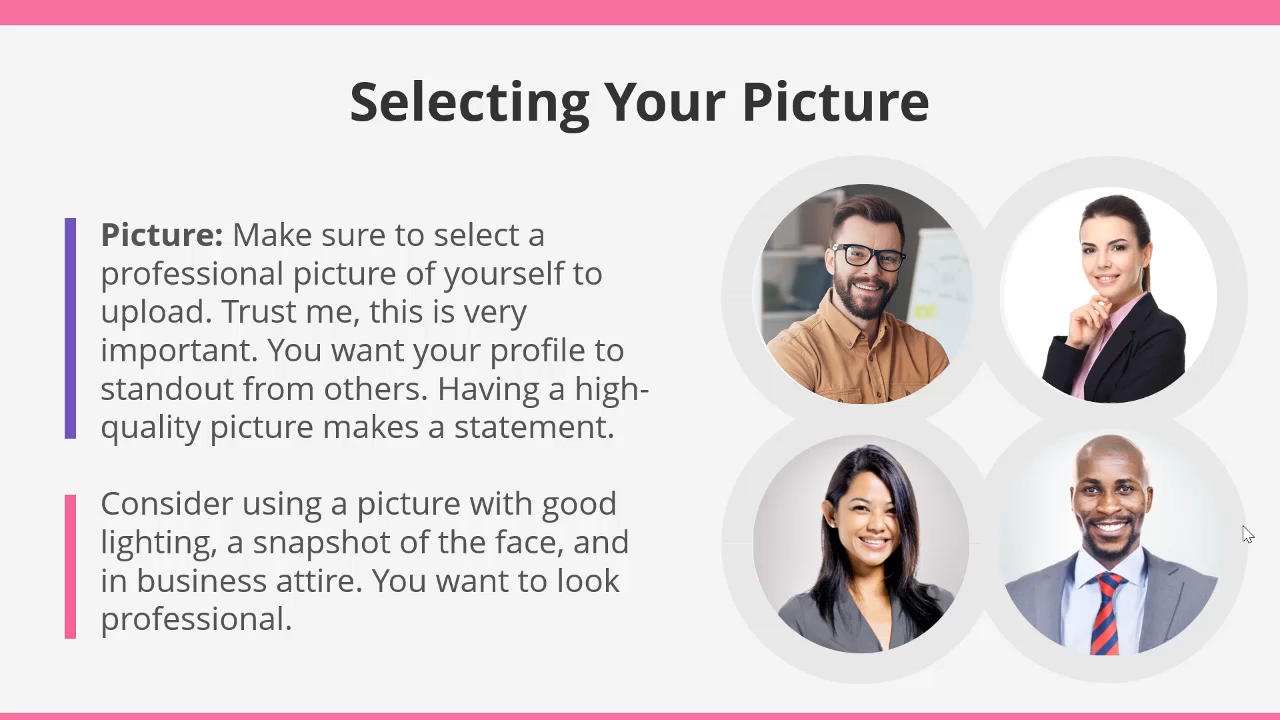 Selecting Your Picture
Picture: Make sure to select a
professional picture of yourself to
upload. Trust me, this is very
important. You want your profile to
standout from others. Having a high-
quality picture makes a statement.
Consider using a picture with good
lighting, a snapshot of the face, and
in business attire. You want to look
professional.